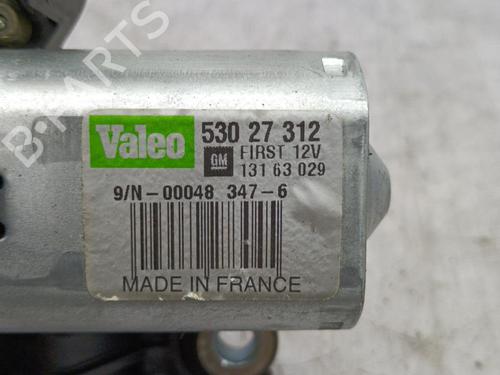 B-PARTS
Valeo
530 27 312
GM
FIRST 12V
131 63 029
9/N-00048 347-6
MADE IN FRANCE